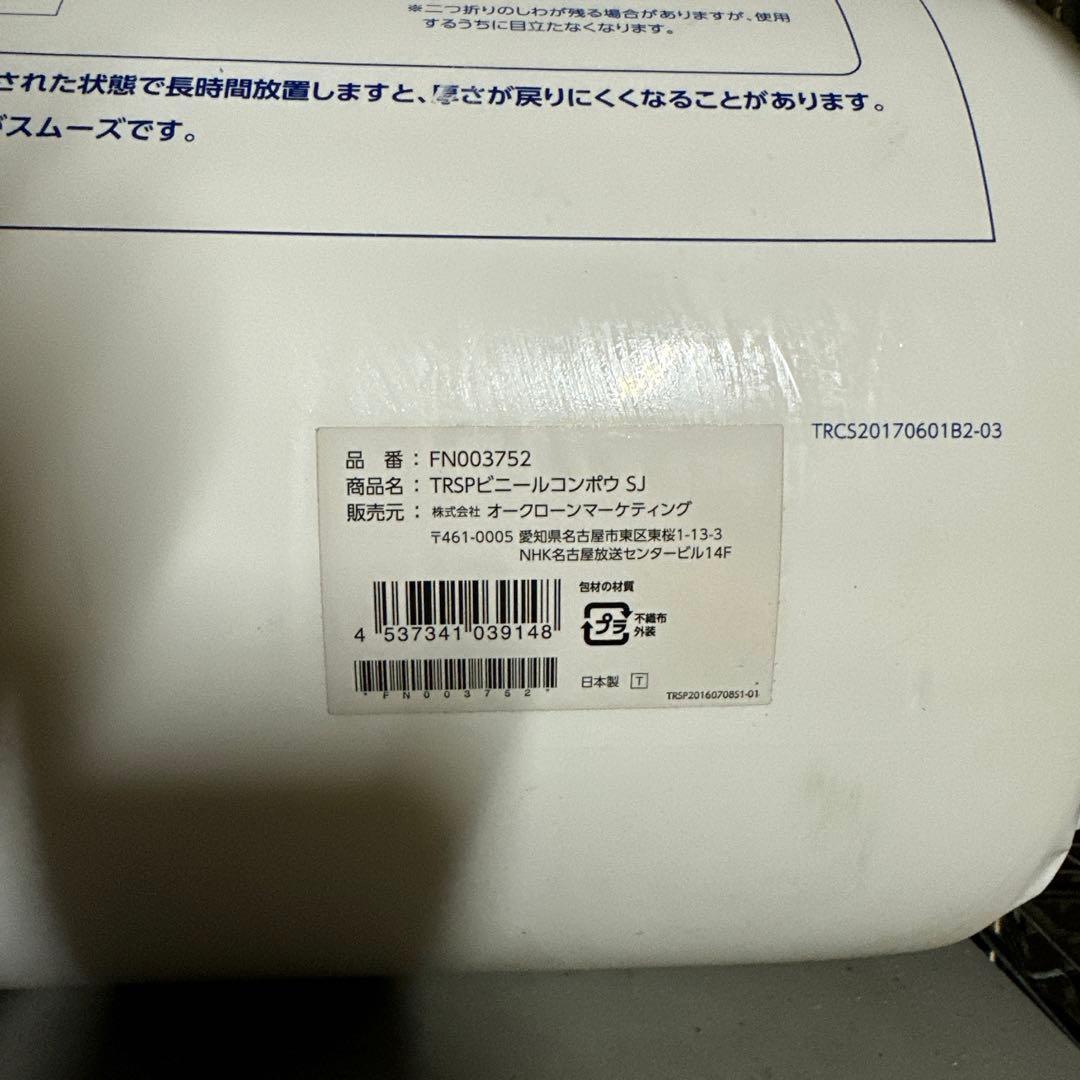 ※二つ折りのしわが残る場合がありますが、使用
するうちに目立たなくなります。
された状態で長時間放置しますと、厚さが戻りにくくなることがあります。
がスムーズです。
TRCS20170601B2-03
品 番：FN003752
商品名：TRSPビニールコンポウ SJ
販売元：株式会社 オークローンマーケティング
〒461-0005 愛知県名古屋市東区東桜1-13-3
NHK名古屋放送センタービル14F
包材の材質
プラ
不織布
外装
4 537341 039148
*FN003752*
日本製 T
TRSP20160708S1-01